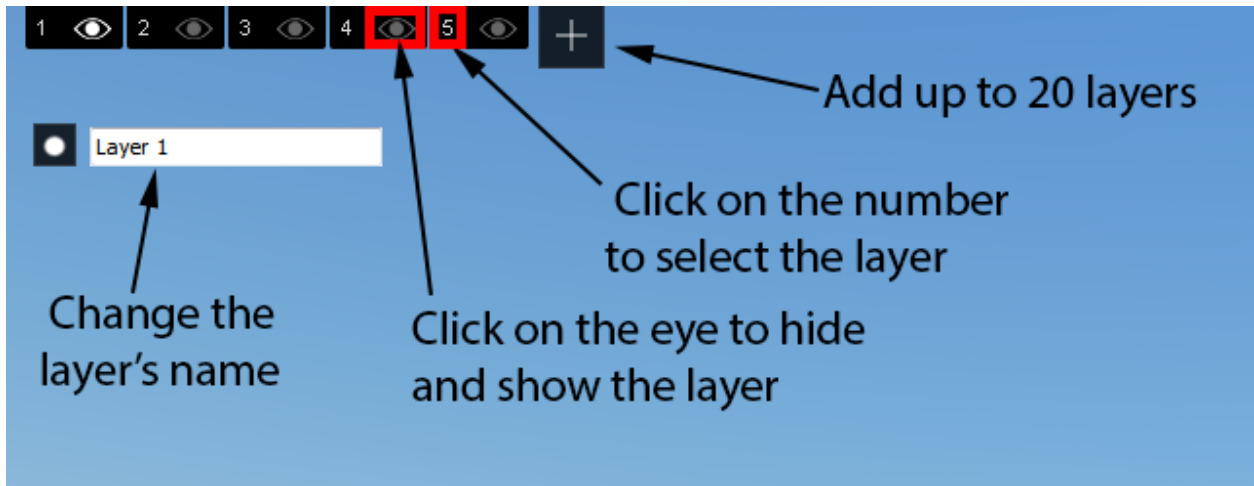 1 2 3 4 5
Add up to 20 layers
Layer 1
Click on the number
to select the layer
Change the
layer’s name
Click on the eye to hide
and show the layer